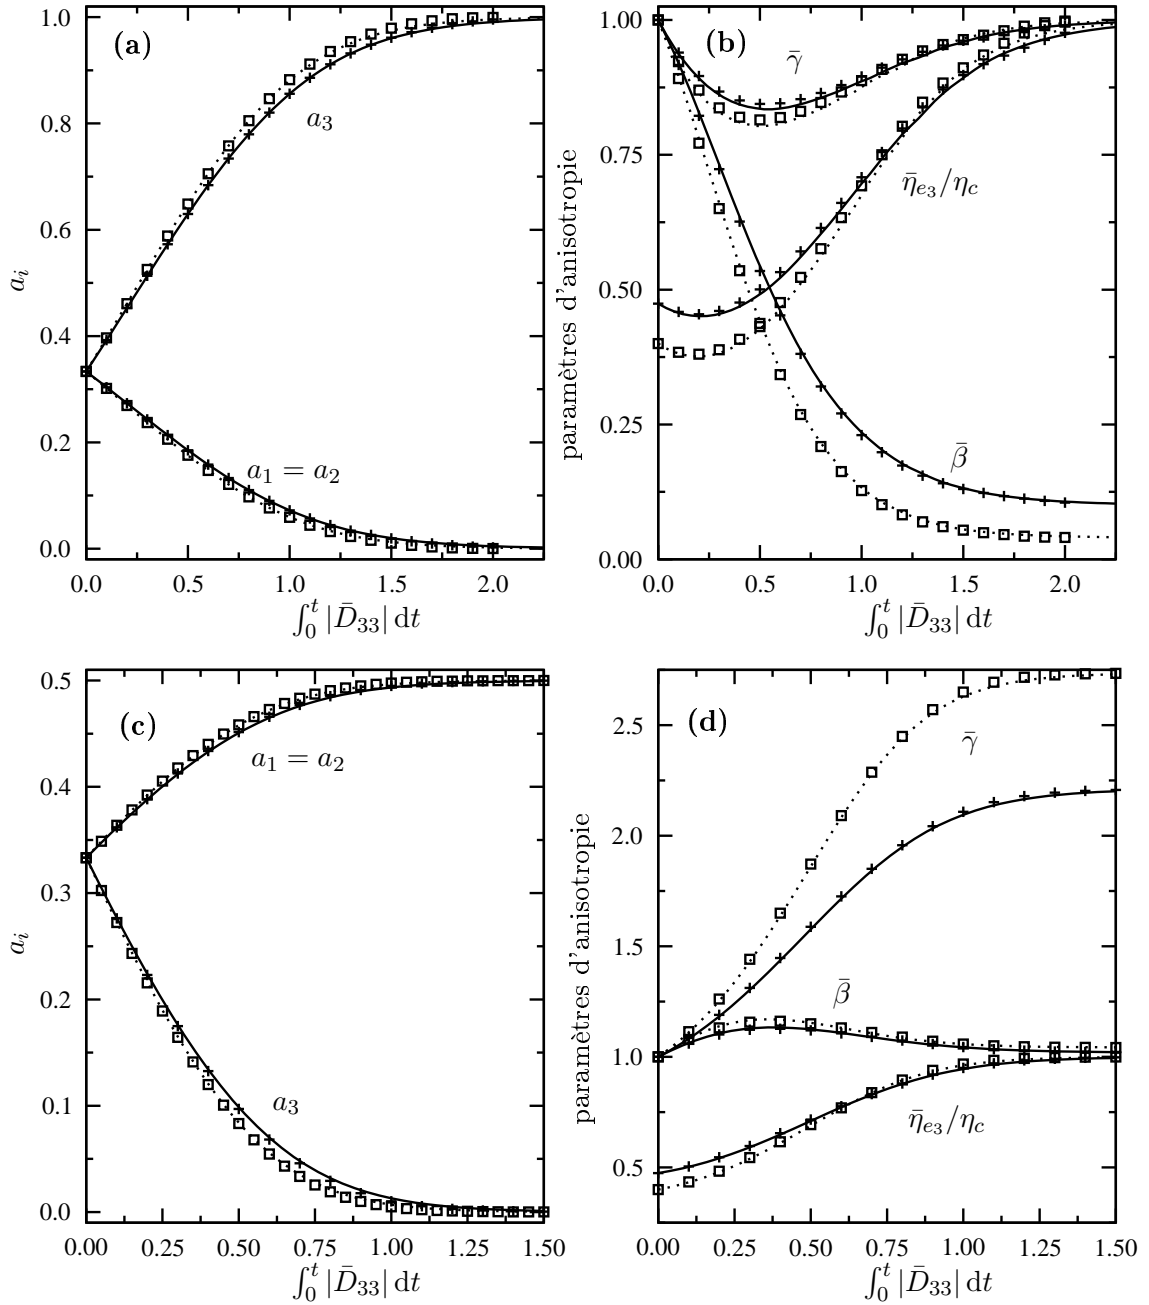 (a)
1.0
0.8
0.6
0.4
0.2
0.0
a_i
a_3
a_1 = a_2
0.0 0.5 1.0 1.5 2.0
∫_0^t |D̄_33| dt
(b)
1.00
0.75
0.50
0.25
0.00
paramètres d'anisotropie
γ̄
η̄_{e_3}/η_c
β̄
0.0 0.5 1.0 1.5 2.0
∫_0^t |D̄_33| dt
(c)
0.5
0.4
0.3
0.2
0.1
0.0
a_i
a_1 = a_2
a_3
0.00 0.25 0.50 0.75 1.00 1.25 1.50
∫_0^t |D̄_33| dt
(d)
2.5
2.0
1.5
1.0
0.5
paramètres d'anisotropie
γ̄
β̄
η̄_{e_3}/η_c
0.00 0.25 0.50 0.75 1.00 1.25 1.50
∫_0^t |D̄_33| dt